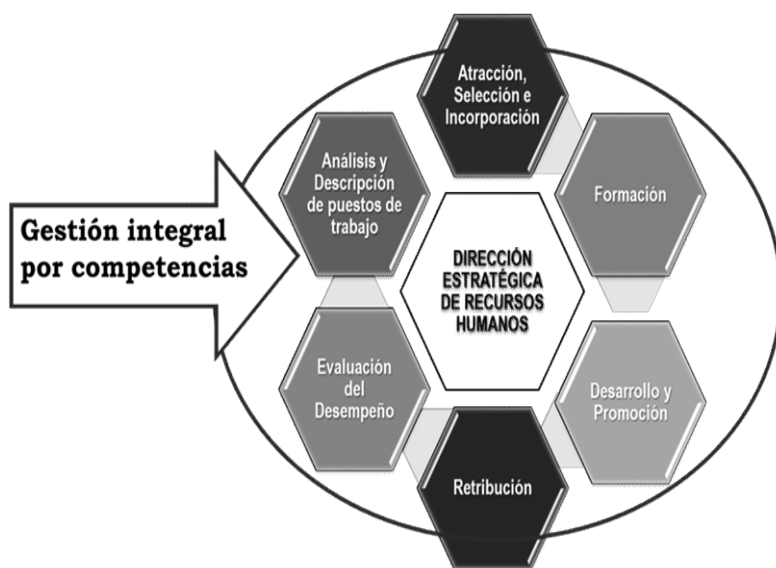 Atracción,
Selección e
Incorporación
Análisis y
Descripción
de puestos de
trabajo
Formación
Gestión integral
por competencias
DIRECCIÓN
ESTRATÉGICA
DE RECURSOS
HUMANOS
Evaluación
del
Desempeño
Desarrollo y
Promoción
Retribución